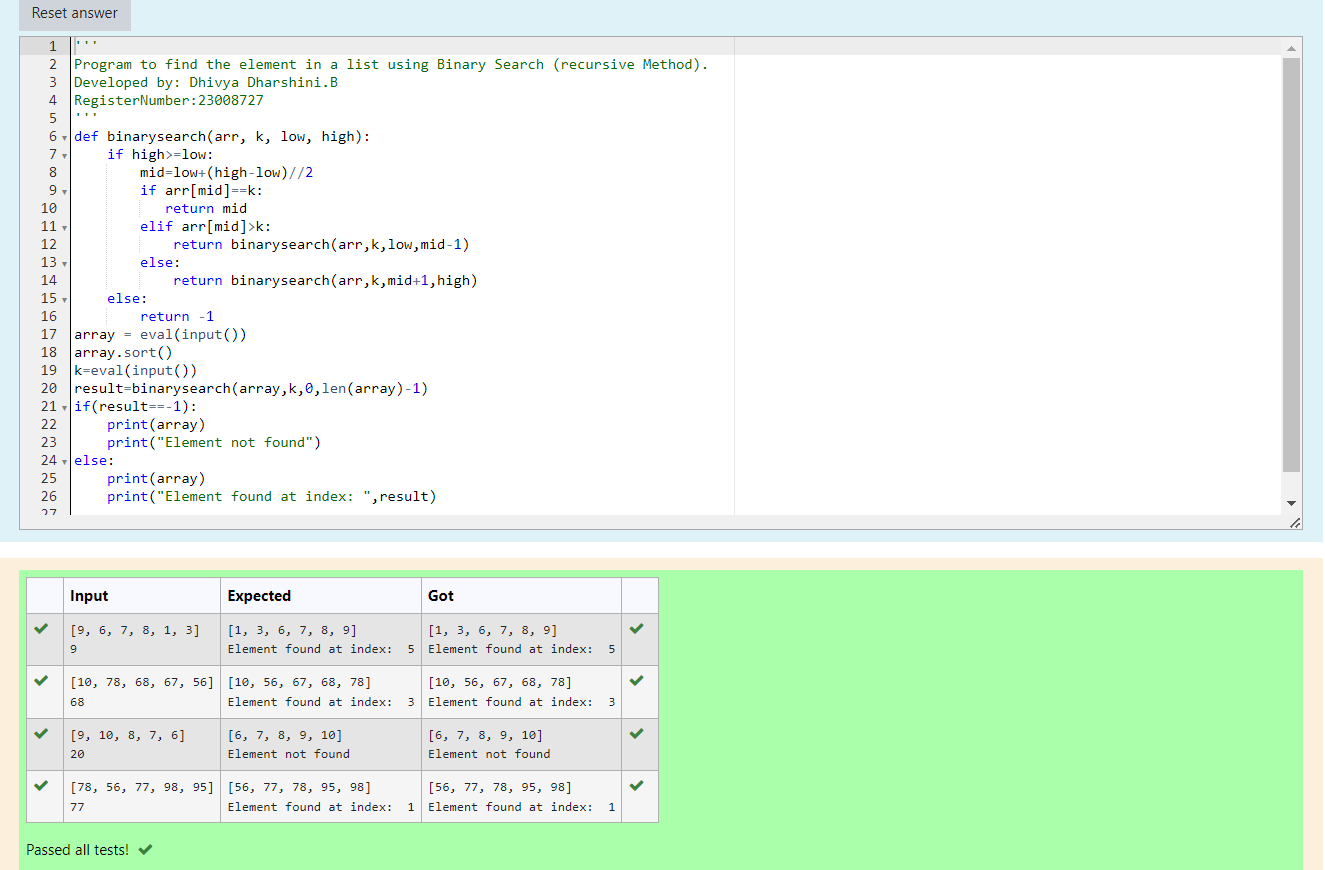 Reset answer
1 '''
2 Program to find the element in a list using Binary Search (recursive Method).
3 Developed by: Dhivya Dharshini.B
4 RegisterNumber:23008727
5 '''
6 def binarysearch(arr, k, low, high):
7     if high>=low:
8         mid=low+(high-low)//2
9         if arr[mid]==k:
10            return mid
11         elif arr[mid]>k:
12             return binarysearch(arr,k,low,mid-1)
13         else:
14             return binarysearch(arr,k,mid+1,high)
15     else:
16         return -1
17 array = eval(input())
18 array.sort()
19 k=eval(input())
20 result=binarysearch(array,k,0,len(array)-1)
21 if(result==-1):
22     print(array)
23     print("Element not found")
24 else:
25     print(array)
26     print("Element found at index: ",result)
27
Input Expected Got
[9, 6, 7, 8, 1, 3] [1, 3, 6, 7, 8, 9] [1, 3, 6, 7, 8, 9]
9 Element found at index:  5 Element found at index:  5
[10, 78, 68, 67, 56] [10, 56, 67, 68, 78] [10, 56, 67, 68, 78]
68 Element found at index:  3 Element found at index:  3
[9, 10, 8, 7, 6] [6, 7, 8, 9, 10] [6, 7, 8, 9, 10]
20 Element not found Element not found
[78, 56, 77, 98, 95] [56, 77, 78, 95, 98] [56, 77, 78, 95, 98]
77 Element found at index:  1 Element found at index:  1
Passed all tests!